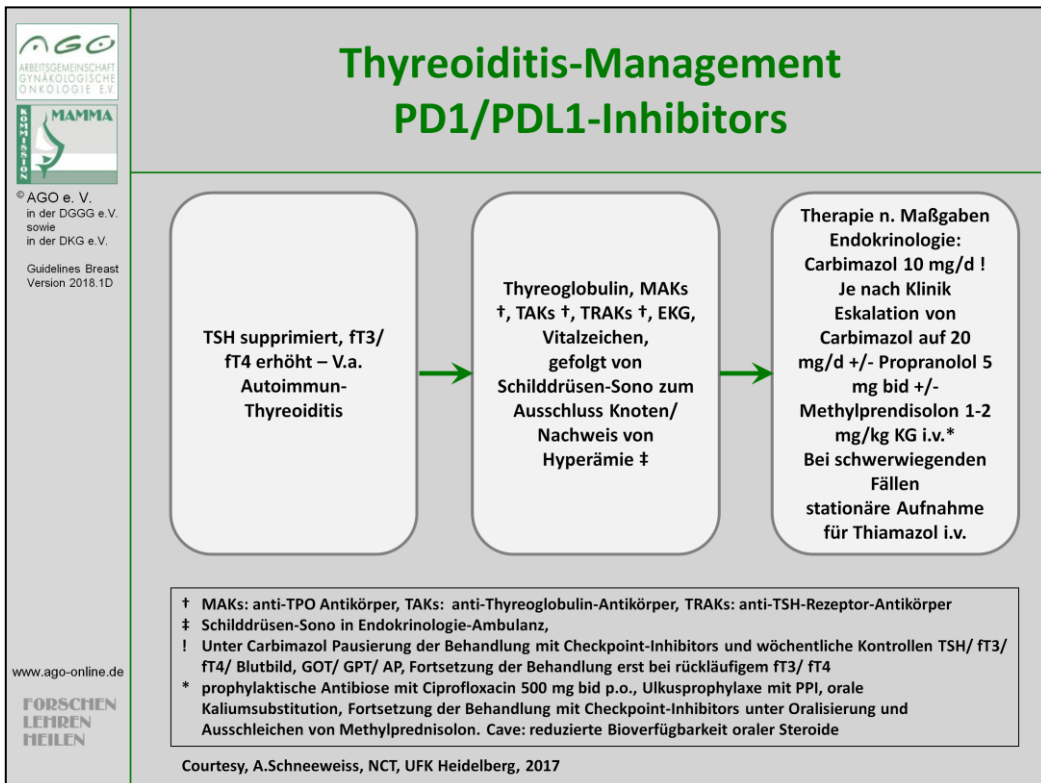 AGO
ARBEITSGEMEINSCHAFT
GYNÄKOLOGISCHE
ONKOLOGIE E.V.
KOMMISSION
MAMMA
© AGO e. V.
in der DGGG e.V.
sowie
in der DKG e.V.
Guidelines Breast
Version 2018.1D
www.ago-online.de
FORSCHEN
LEHREN
HEILEN
Thyreoiditis-Management
PD1/PDL1-Inhibitors
TSH supprimiert, fT3/
fT4 erhöht – V.a.
Autoimmun-
Thyreoiditis
Thyreoglobulin, MAKs
†, TAKs †, TRAKs †, EKG,
Vitalzeichen,
gefolgt von
Schilddrüsen-Sono zum
Ausschluss Knoten/
Nachweis von
Hyperämie ‡
Therapie n. Maßgaben
Endokrinologie:
Carbimazol 10 mg/d !
Je nach Klinik
Eskalation von
Carbimazol auf 20
mg/d +/- Propranolol 5
mg bid +/-
Methylprendisolon 1-2
mg/kg KG i.v.*
Bei schwerwiegenden
Fällen
stationäre Aufnahme
für Thiamazol i.v.
† MAKs: anti-TPO Antikörper, TAKs: anti-Thyreoglobulin-Antikörper, TRAKs: anti-TSH-Rezeptor-Antikörper
‡ Schilddrüsen-Sono in Endokrinologie-Ambulanz,
! Unter Carbimazol Pausierung der Behandlung mit Checkpoint-Inhibitors und wöchentliche Kontrollen TSH/ fT3/
fT4/ Blutbild, GOT/ GPT/ AP, Fortsetzung der Behandlung erst bei rückläufigem fT3/ fT4
* prophylaktische Antibiose mit Ciprofloxacin 500 mg bid p.o., Ulkusprophylaxe mit PPI, orale
Kaliumsubstitution, Fortsetzung der Behandlung mit Checkpoint-Inhibitors unter Oralisierung und
Ausschleichen von Methylprednisolon. Cave: reduzierte Bioverfügbarkeit oraler Steroide
Courtesy, A.Schneeweiss, NCT, UFK Heidelberg, 2017